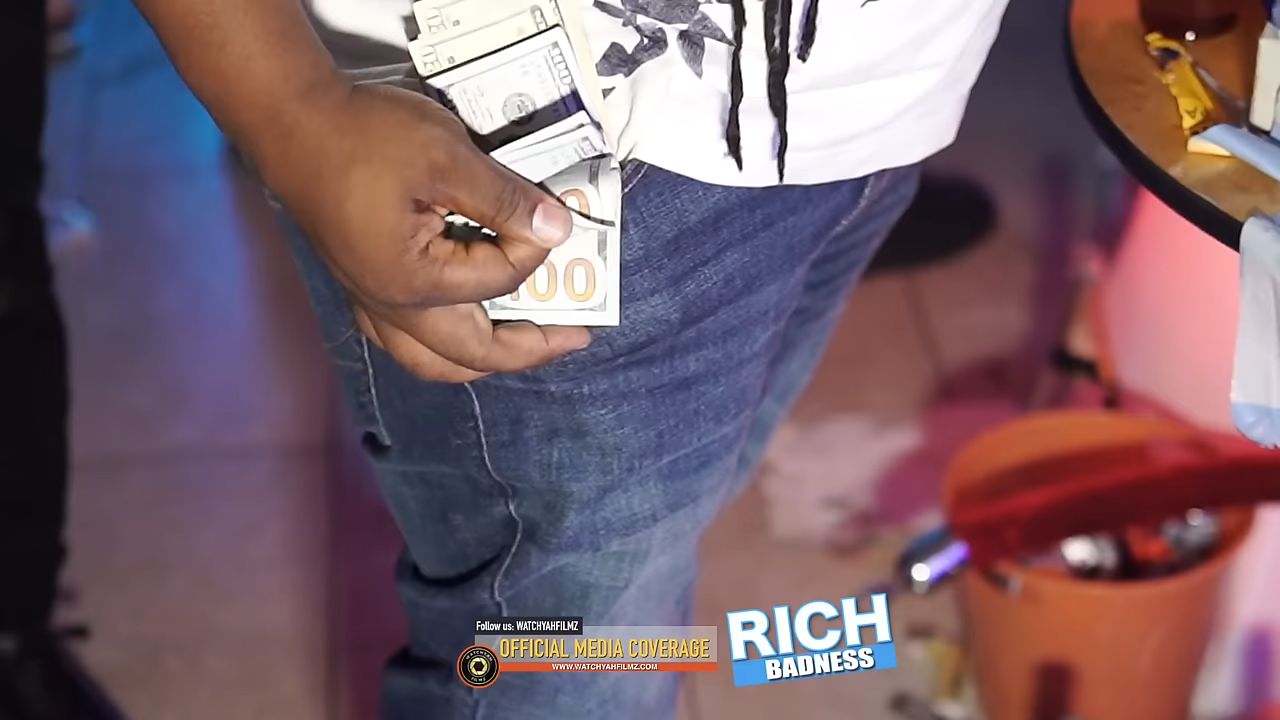 100
Follow us: WATCHYAHFILMZ
OFFICIAL MEDIA COVERAGE
WWW.WATCHYAHFILMZ.COM
RICH
BADNESS